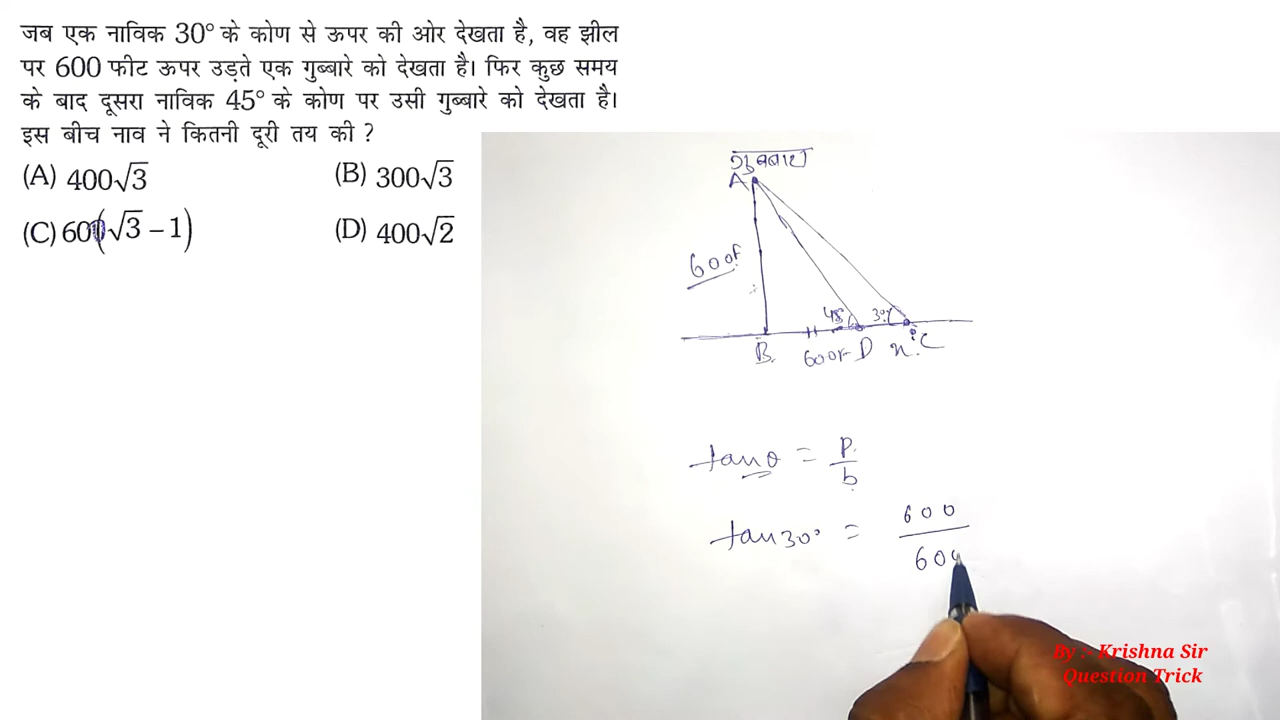 जब एक नाविक 30° के कोण से ऊपर की ओर देखता है, वह झील
पर 600 फीट ऊपर उड़ते एक गुब्बारे को देखता है। फिर कुछ समय
के बाद दूसरा नाविक 45° के कोण पर उसी गुब्बारे को देखता है।
इस बीच नाव ने कितनी दूरी तय की ?
(A) 400√3 (B) 300√3
(C) 600(√3 – 1) (D) 400√2
गुब्बारा
A
600f
45 30°
B. 600f D x C
tanθ = P/b
tan30° = 600/600
By :- Krishna Sir
Question Trick